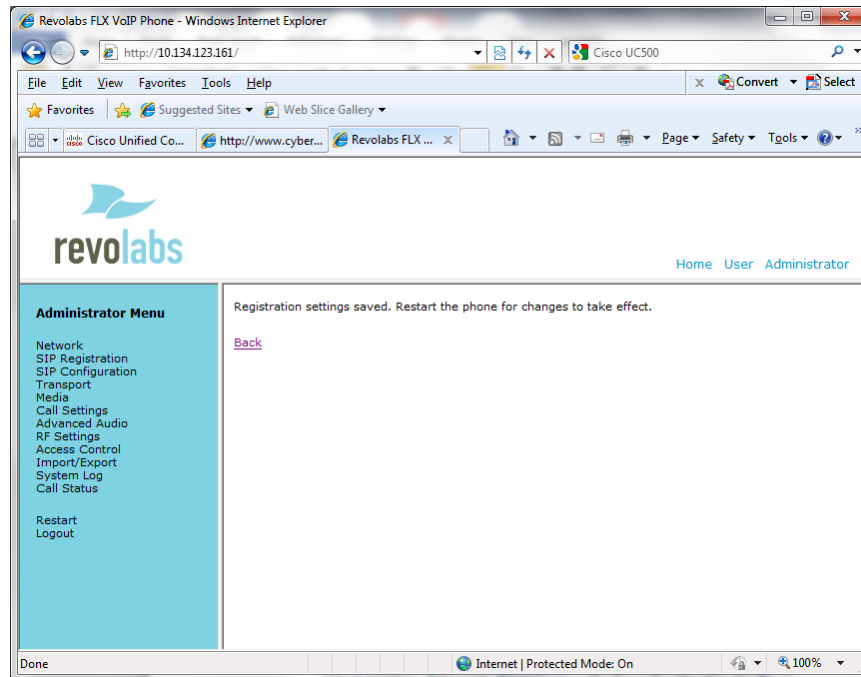 Revolabs FLX VoIP Phone - Windows Internet Explorer
http://10.134.123.161/
Cisco UC500
File Edit View Favorites Tools Help
x Convert Select
Favorites Suggested Sites Web Slice Gallery
Cisco Unified Co... http://www.cyber... Revolabs FLX ... x Page Safety Tools »
revolabs
Home User Administrator
Administrator Menu
Registration settings saved. Restart the phone for changes to take effect.
Back
Network
SIP Registration
SIP Configuration
Transport
Media
Call Settings
Advanced Audio
RF Settings
Access Control
Import/Export
System Log
Call Status
Restart
Logout
Done Internet | Protected Mode: On 100%